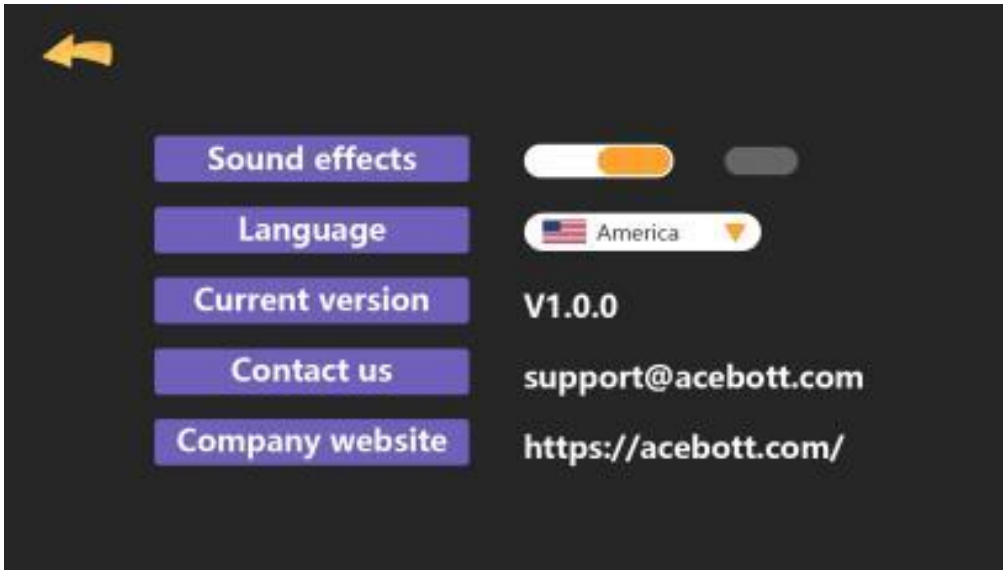 Sound effects
Language
America
Current version
V1.0.0
Contact us
support@acebott.com
Company website
https://acebott.com/